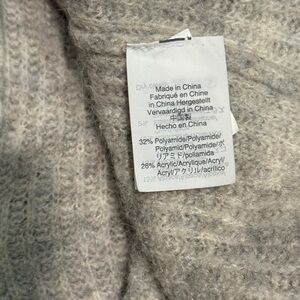 Made in China
Fabriqué en Chine
in China Hergestellt
Vervaardigd in China
中国製
Hecho en China
32% Polyamide/Polyamide/
Polyamid/Polyamide/ポ
リアミド/poliamida
26% Acrylic/Acrylique/Acryl/
Acryl/アクリル/acrílico